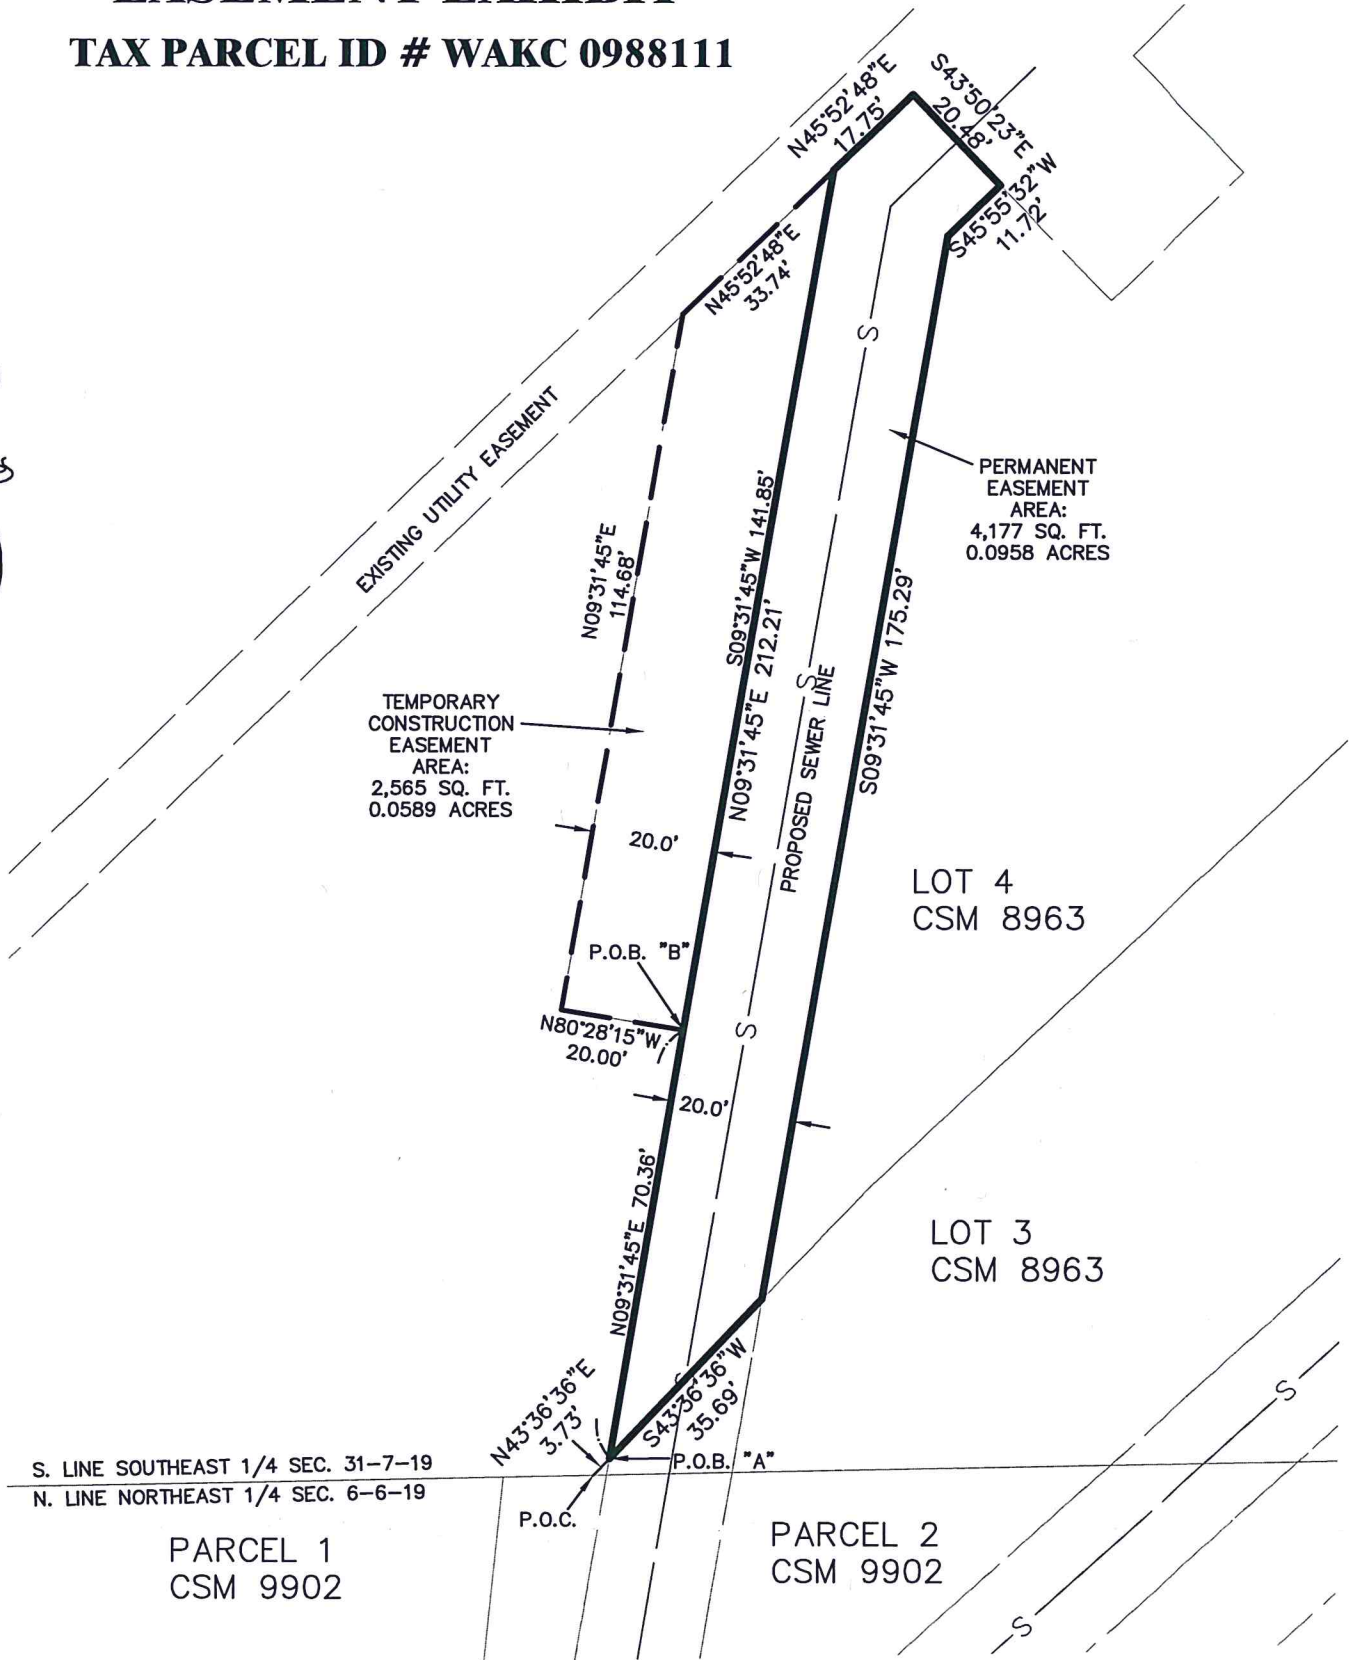 EASEMENT EXHIBIT
TAX PARCEL ID # WAKC 0988111
N45°52'48"E
17.75'
S43°50'23"E
20.48'
S45°55'32"W
11.72'
N45°52'48"E
33.74'
EXISTING UTILITY EASEMENT
S
PERMANENT
EASEMENT
AREA:
4,177 SQ. FT.
0.0958 ACRES
N09°31'45"E
114.68'
S09°31'45"W 141.85'
N09°31'45"E 212.21'
S
PROPOSED SEWER LINE
S09°31'45"W 175.29'
TEMPORARY
CONSTRUCTION
EASEMENT
AREA:
2,565 SQ. FT.
0.0589 ACRES
20.0'
LOT 4
CSM 8963
P.O.B. "B"
N80°28'15"W
20.00'
S
20.0'
N09°31'45"E 70.36'
LOT 3
CSM 8963
N43°36'36"E
3.73'
S43°36'36"W
35.69'
S
S
P.O.B. "A"
S. LINE SOUTHEAST 1/4 SEC. 31-7-19
N. LINE NORTHEAST 1/4 SEC. 6-6-19
P.O.C.
PARCEL 1
CSM 9902
PARCEL 2
CSM 9902
S